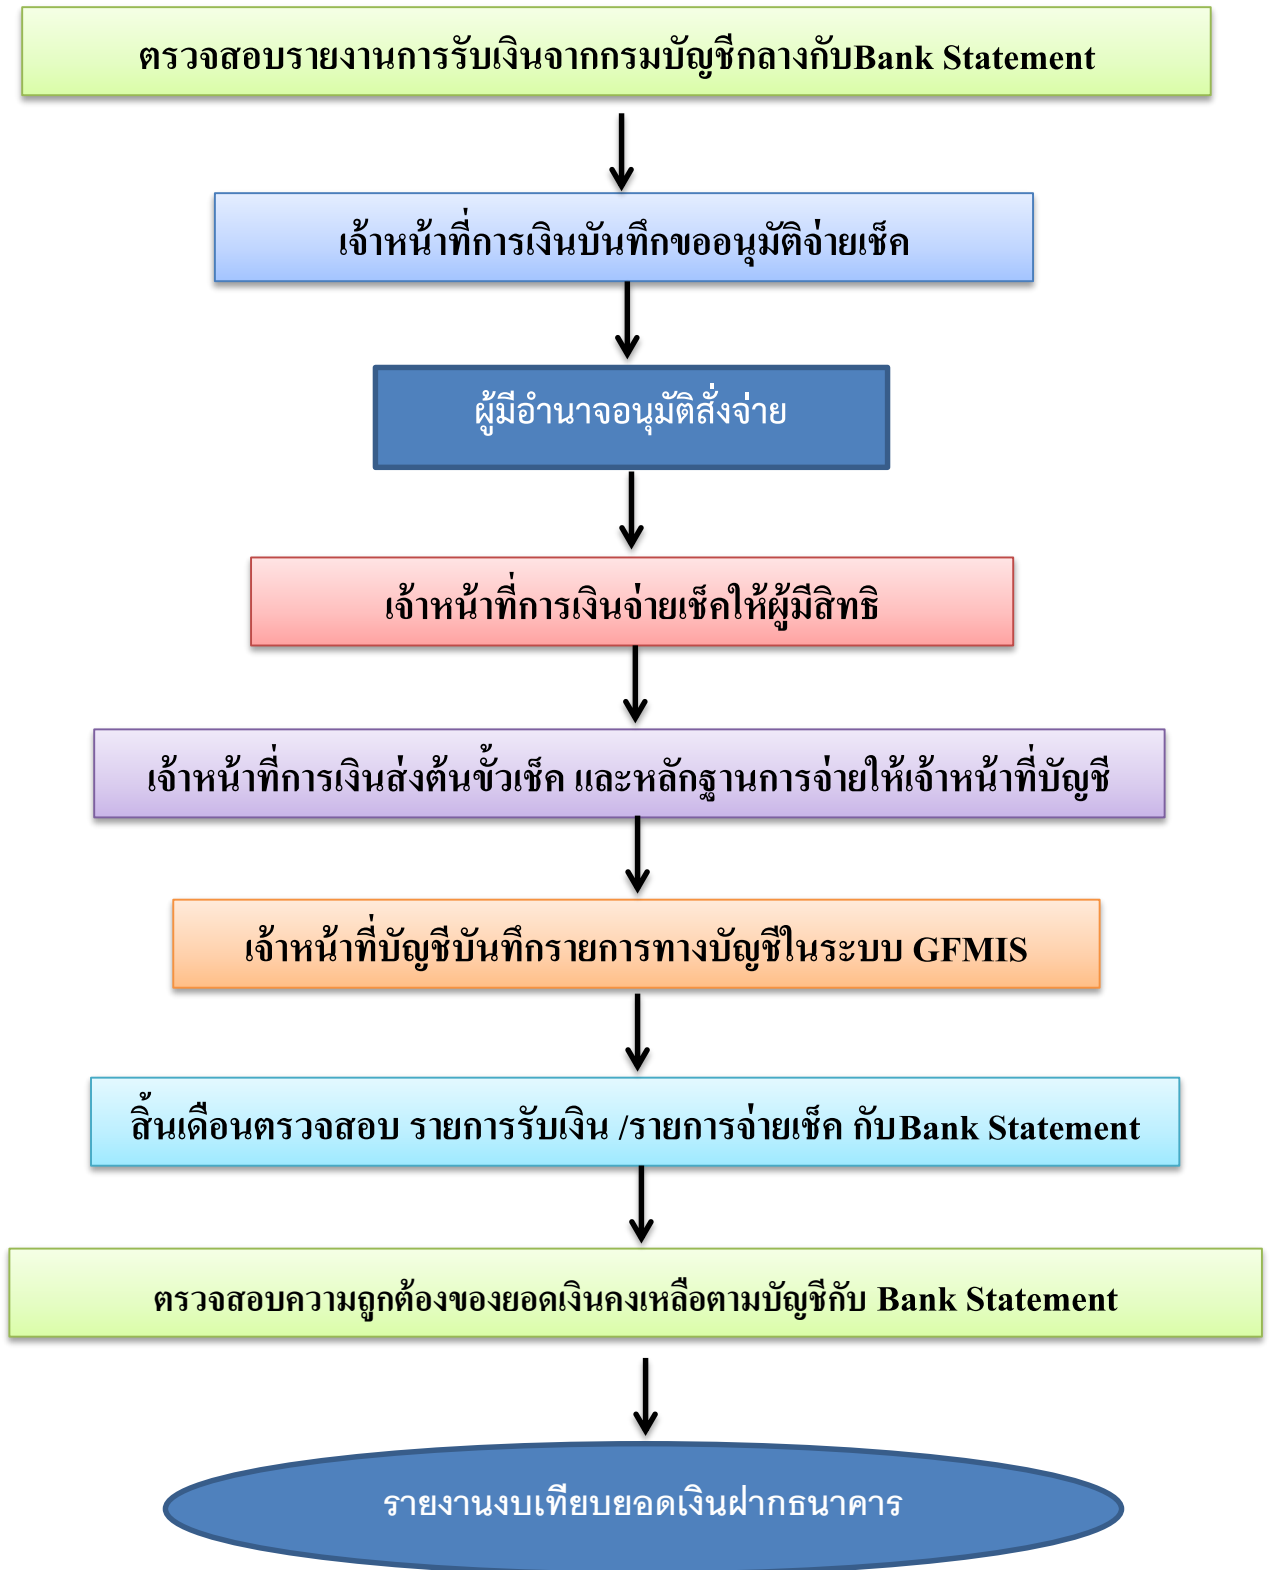 ตรวจสอบรายงานการรับเงินจากกรมบัญชีกลางกับBank Statement
เจ้าหน้าที่การเงินบันทึกขออนุมัติจ่ายเช็ค
ผู้มีอำนาจอนุมัติสั่งจ่าย
เจ้าหน้าที่การเงินจ่ายเช็คให้ผู้มีสิทธิ
เจ้าหน้าที่การเงินส่งต้นขั้วเช็ค และหลักฐานการจ่ายให้เจ้าหน้าที่บัญชี
เจ้าหน้าที่บัญชีบันทึกรายการทางบัญชีในระบบ GFMIS
สิ้นเดือนตรวจสอบ รายการรับเงิน /รายการจ่ายเช็ค กับBank Statement
ตรวจสอบความถูกต้องของยอดเงินคงเหลือตามบัญชีกับ Bank Statement
รายงานงบเทียบยอดเงินฝากธนาคาร